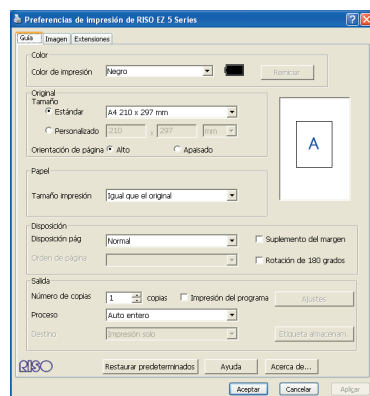 Preferencias de impresión de RISO EZ 5 Series
Guía Imagen Extensiones
Color
Color de impresión Negro Reiniciar
Original
Tamaño
Estándar A4 210 x 297 mm
Personalizado 210 , 297 mm
Orientación de página Alto Apaisado
A
Papel
Tamaño impresión Igual que el original
Disposición
Disposición pág Normal Suplemento del margen
Orden de página Rotación de 180 grados
Salida
Número de copias 1 copias Impresión del programa Ajustes
Proceso Auto entero
Destino Impresión solo Etiqueta almacenam.
RISO Restaurar predeterminados Ayuda Acerca de...
Aceptar Cancelar Aplicar